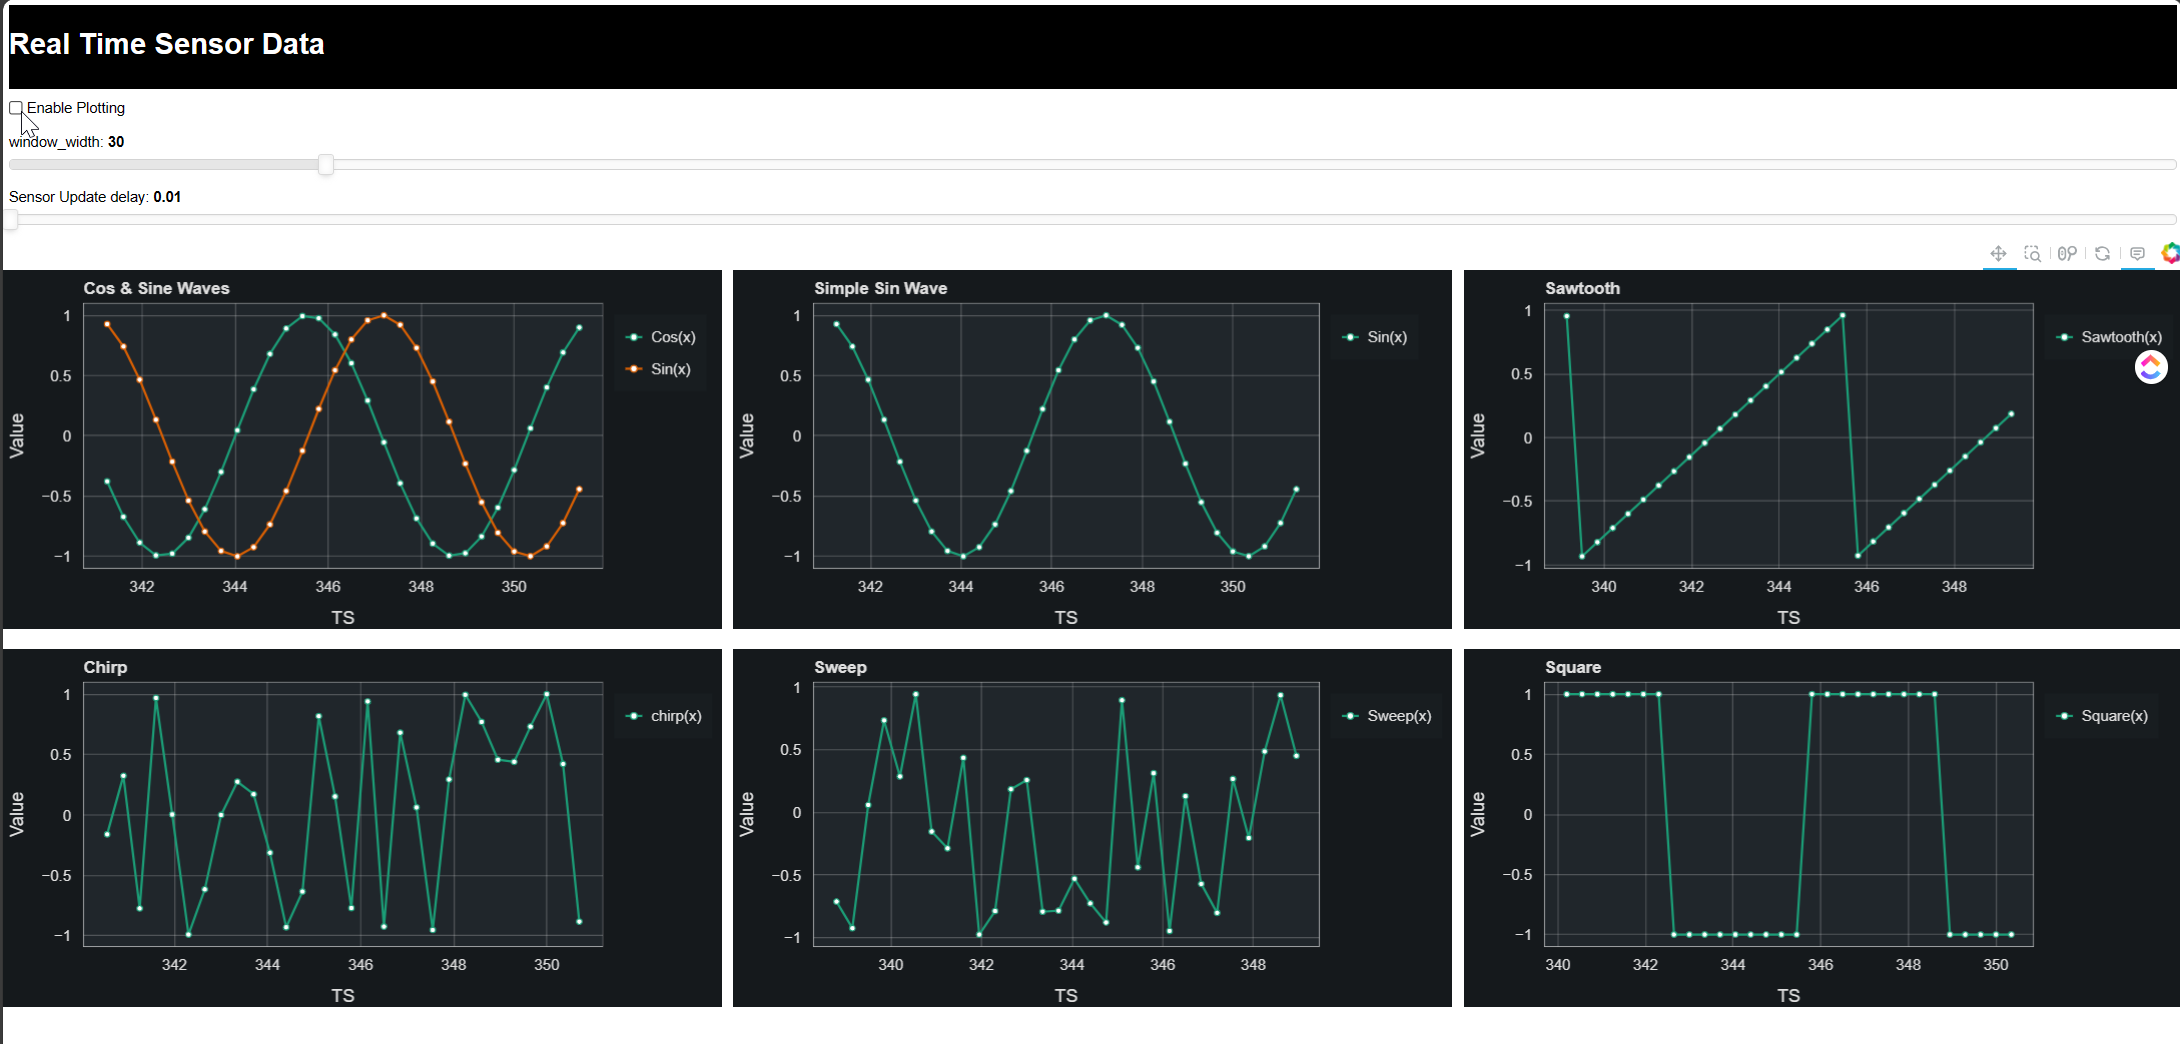 Real Time Sensor Data
Enable Plotting
window_width: 30
Sensor Update delay: 0.01
Cos & Sine Waves
1
0.5
0
−0.5
−1
Value
342 344 346 348 350
TS
Cos(x)
Sin(x)
Simple Sin Wave
1
0.5
0
−0.5
−1
Value
342 344 346 348 350
TS
Sin(x)
Sawtooth
1
0.5
0
−0.5
−1
Value
340 342 344 346 348
TS
Sawtooth(x)
Chirp
1
0.5
0
−0.5
−1
Value
342 344 346 348 350
TS
chirp(x)
Sweep
1
0.5
0
−0.5
−1
Value
340 342 344 346 348
TS
Sweep(x)
Square
1
0.5
0
−0.5
−1
Value
340 342 344 346 348 350
TS
Square(x)